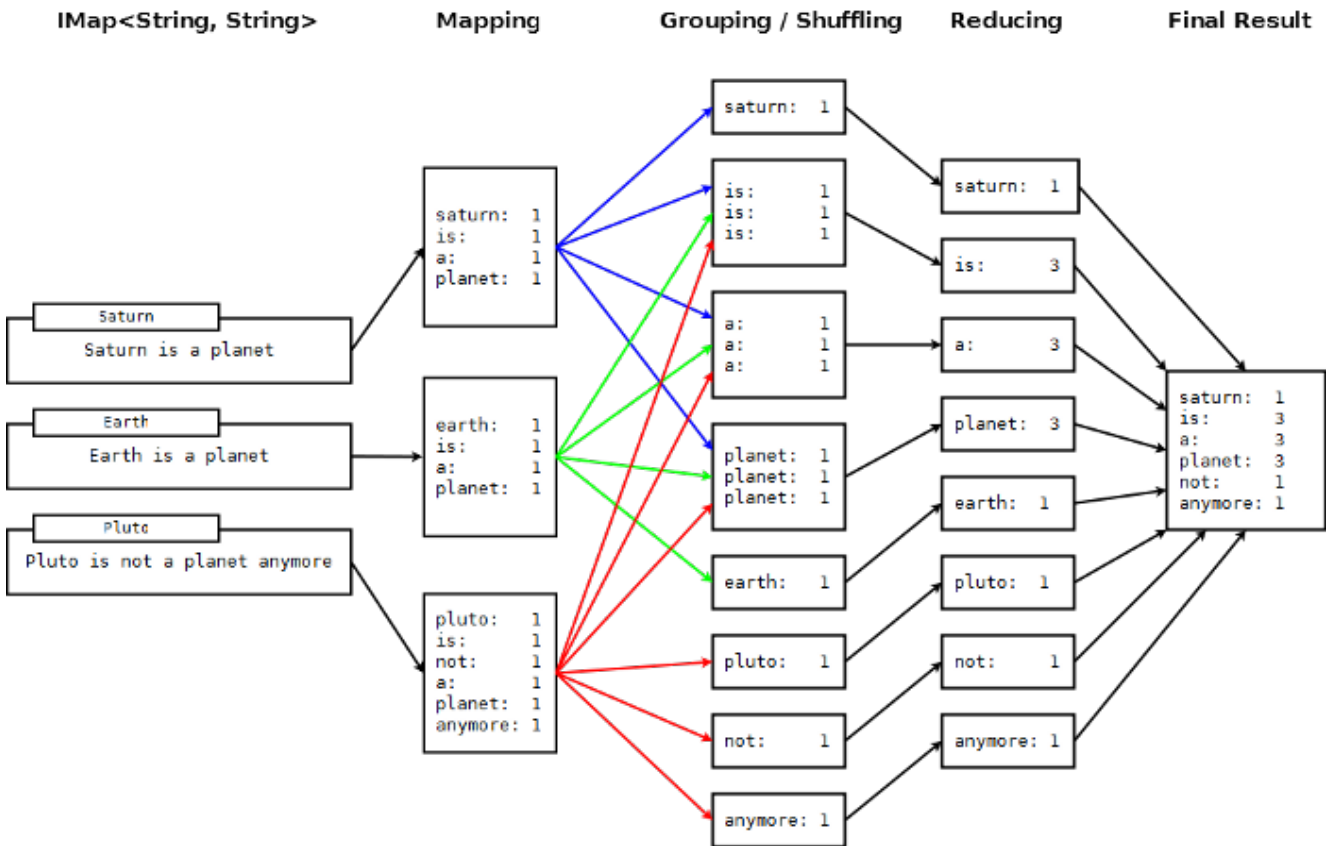 IMap<String, String>
Mapping
Grouping / Shuffling
Reducing
Final Result
Saturn
Saturn is a planet
Earth
Earth is a planet
Pluto
Pluto is not a planet anymore
saturn: 1
is: 1
a: 1
planet: 1
earth: 1
is: 1
a: 1
planet: 1
pluto: 1
is: 1
not: 1
a: 1
planet: 1
anymore: 1
saturn: 1
is: 1
is: 1
is: 1
a: 1
a: 1
a: 1
planet: 1
planet: 1
planet: 1
earth: 1
pluto: 1
not: 1
anymore: 1
saturn: 1
is: 3
a: 3
planet: 3
earth: 1
pluto: 1
not: 1
anymore: 1
saturn: 1
is: 3
a: 3
planet: 3
not: 1
anymore: 1